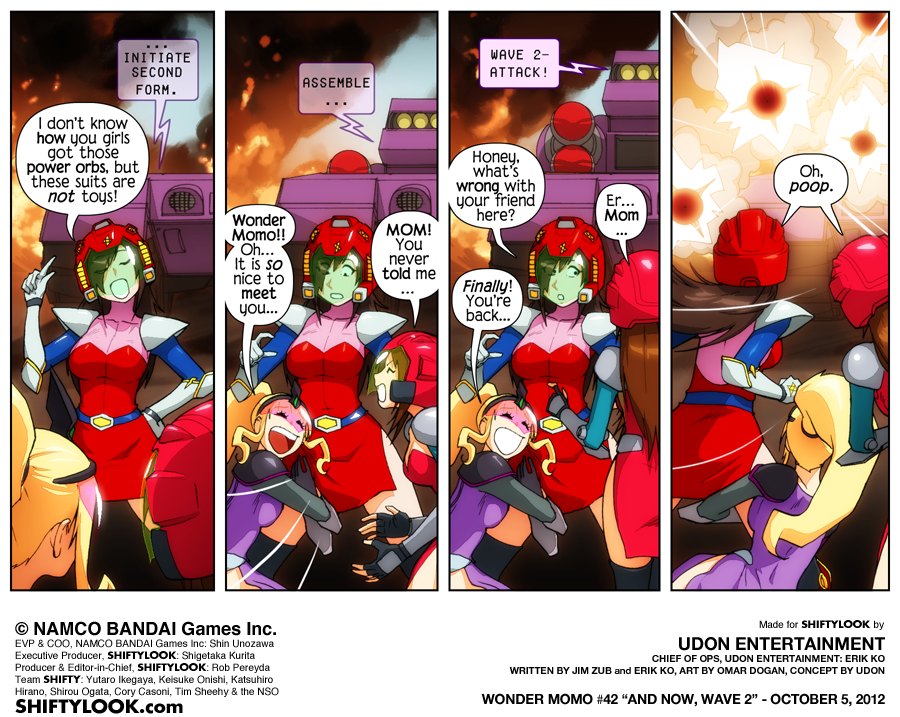 ...
INITIATE
SECOND
FORM.
I don't know
how you girls
got those
power orbs, but
these suits are
not toys!
ASSEMBLE
...
Wonder
Momo!!
Oh...
It is so
nice to
meet
you...
MOM!
You
never
told me
...
WAVE 2-
ATTACK!
Honey,
what's
wrong with
your friend
here?
Er...
Mom
...
Finally!
You're
back...
Oh,
poop.
© NAMCO BANDAI Games Inc.
EVP & COO, NAMCO BANDAI Games Inc: Shin Unozawa
Executive Producer, SHIFTYLOOK: Shigetaka Kurita
Producer & Editor-in-Chief, SHIFTYLOOK: Rob Pereyda
Team SHIFTY: Yutaro Ikegaya, Keisuke Onishi, Katsuhiro
Hirano, Shirou Ogata, Cory Casoni, Tim Sheehy & the NSO
SHIFTYLOOK.com
Made for SHIFTYLOOK by
UDON ENTERTAINMENT
CHIEF OF OPS, UDON ENTERTAINMENT: ERIK KO
WRITTEN BY JIM ZUB and ERIK KO, ART BY OMAR DOGAN, CONCEPT BY UDON
WONDER MOMO #42 “AND NOW, WAVE 2” - OCTOBER 5, 2012